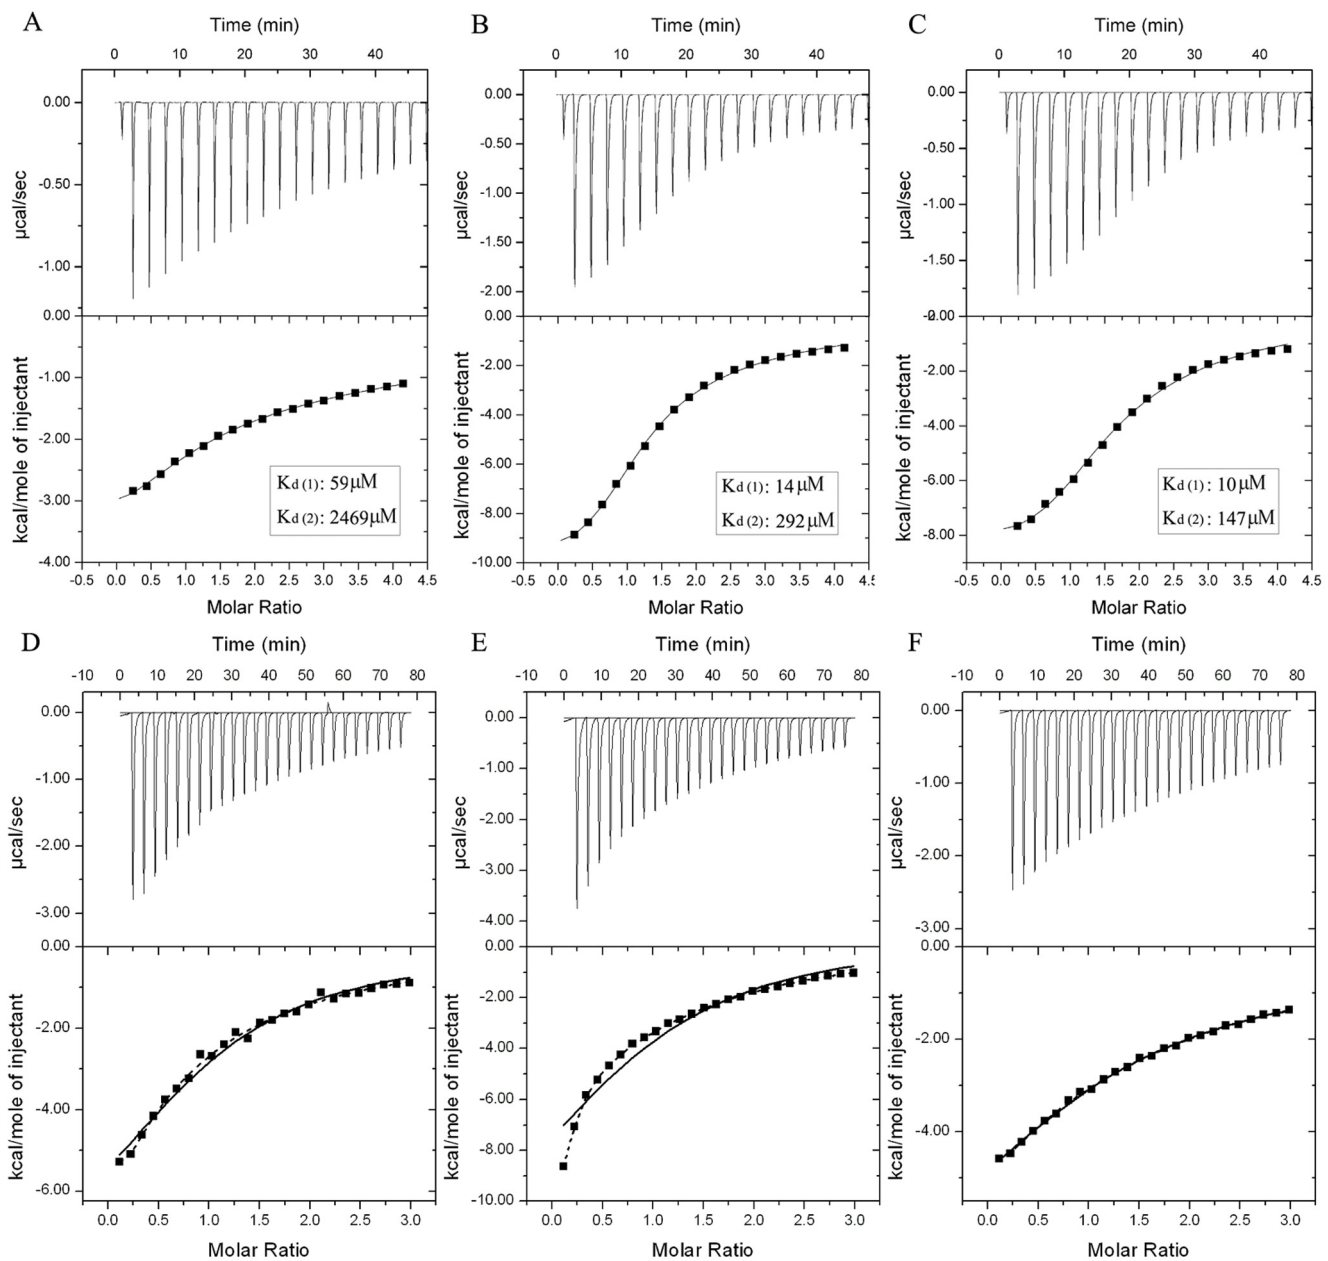 A
Time (min)
0 10 20 30 40
0.00
-0.50
-1.00
µcal/sec
0.00
-1.00
-2.00
-3.00
-4.00
kcal/mole of injectant
Kd (1): 59µM
Kd (2): 2469µM
-0.5 0.0 0.5 1.0 1.5 2.0 2.5 3.0 3.5 4.0 4.5
Molar Ratio
B
Time (min)
0 10 20 30 40
0.00
-0.50
-1.00
-1.50
-2.00
µcal/sec
0.00
-2.00
-4.00
-6.00
-8.00
-10.00
kcal/mole of injectant
Kd (1): 14µM
Kd (2): 292µM
-0.5 0.0 0.5 1.0 1.5 2.0 2.5 3.0 3.5 4.0 4.5
Molar Ratio
C
Time (min)
0 10 20 30 40
0.00
-0.50
-1.00
-1.50
µcal/sec
-2.00
-4.00
-6.00
-8.00
kcal/mole of injectant
Kd (1): 10µM
Kd (2): 147µM
-0.5 0.0 0.5 1.0 1.5 2.0 2.5 3.0 3.5 4.0 4.5
Molar Ratio
D
Time (min)
-10 0 10 20 30 40 50 60 70 80
0.00
-1.00
-2.00
-3.00
µcal/sec
0.00
-2.00
-4.00
-6.00
kcal/mole of injectant
0.0 0.5 1.0 1.5 2.0 2.5 3.0
Molar Ratio
E
Time (min)
0 10 20 30 40 50 60 70 80
0.00
-1.00
-2.00
-3.00
-4.00
µcal/sec
0.00
-2.00
-4.00
-6.00
-8.00
-10.00
kcal/mole of injectant
0.0 0.5 1.0 1.5 2.0 2.5 3.0
Molar Ratio
F
Time (min)
-10 0 10 20 30 40 50 60 70 80
0.00
-1.00
-2.00
-3.00
µcal/sec
0.00
-2.00
-4.00
kcal/mole of injectant
0.0 0.5 1.0 1.5 2.0 2.5 3.0
Molar Ratio